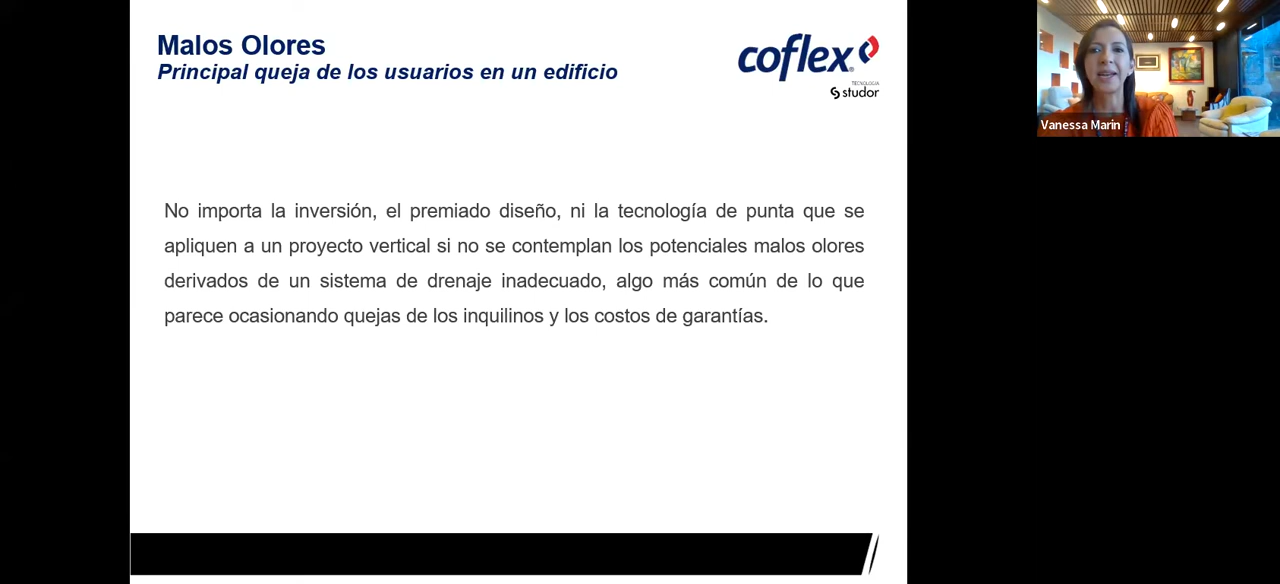 Malos Olores
Principal queja de los usuarios en un edificio
coflex
TECNOLOGÍA
studor
Vanessa Marin
No importa la inversión, el premiado diseño, ni la tecnología de punta que se
apliquen a un proyecto vertical si no se contemplan los potenciales malos olores
derivados de un sistema de drenaje inadecuado, algo más común de lo que
parece ocasionando quejas de los inquilinos y los costos de garantías.